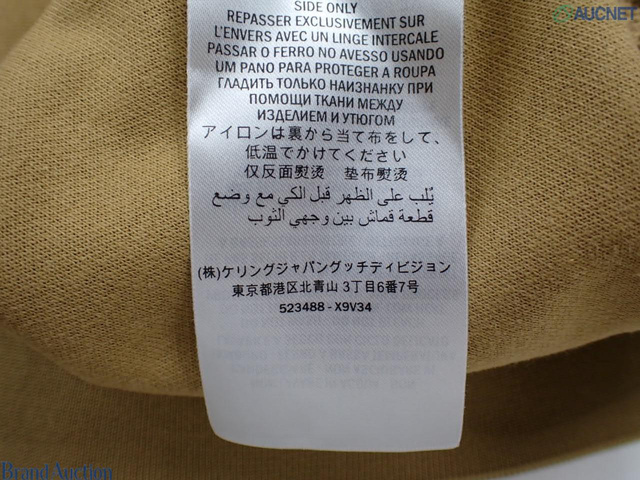 SIDE ONLY
REPASSER EXCLUSIVEMENT SUR
L'ENVERS AVEC UN LINGE INTERCALE
PASSAR O FERRO NO AVESSO USANDO
UM PANO PARA PROTEGER A ROUPA
ГЛАДИТЬ ТОЛЬКО НАИЗНАНКУ ПРИ
ПОМОЩИ ТКАНИ МЕЖДУ
ИЗДЕЛИЕМ И УТЮГОМ
アイロンは裏から当て布をして、
低温でかけてください
仅反面熨烫 垫布熨烫
يُلب على الظهر قبل الكي مع وضع
قطعة قماش بين وجهي الثوب
(株)ケリングジャパングッチディビジョン
東京都港区北青山 3丁目6番7号
523488 - X9V34
AUCNET
Brand Auction